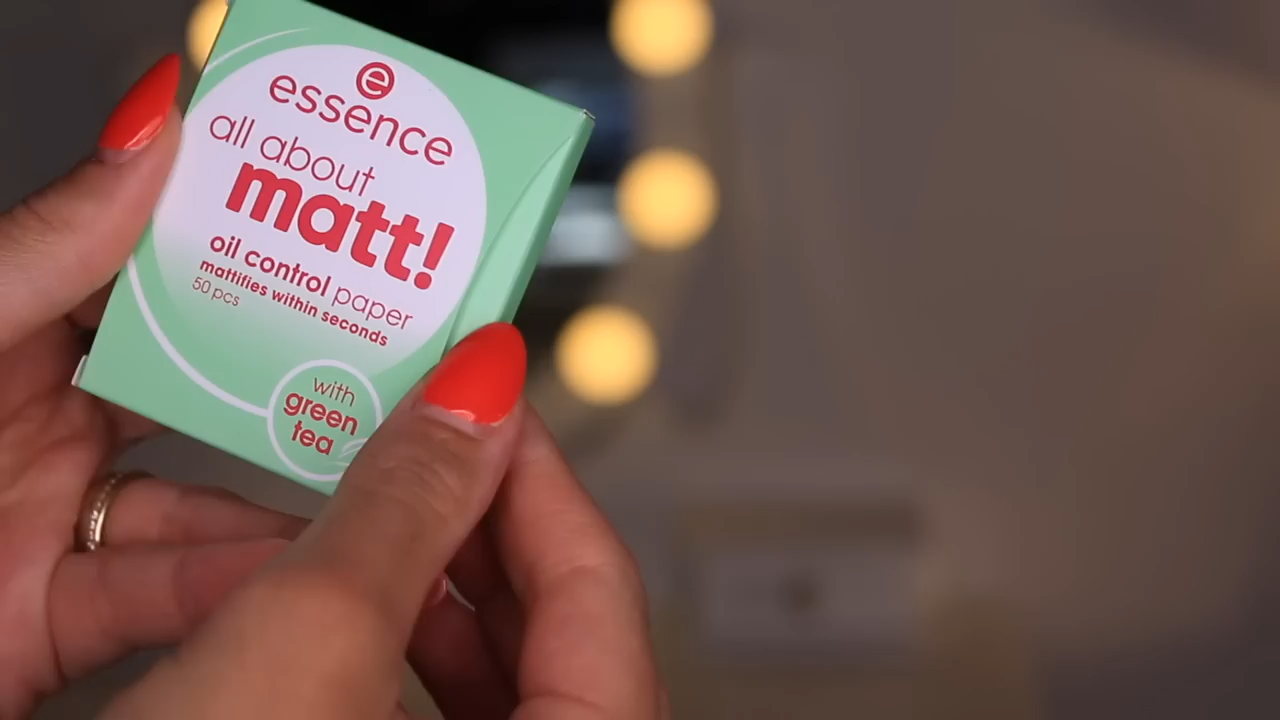 e
essence
all about
matt!
oil control paper
mattifies within seconds
50 pcs
with
green
tea